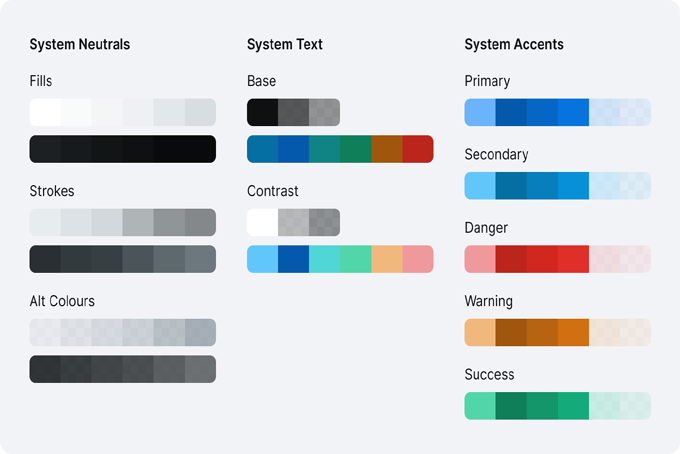 System Neutrals
Fills
Strokes
Alt Colours
System Text
Base
Contrast
System Accents
Primary
Secondary
Danger
Warning
Success